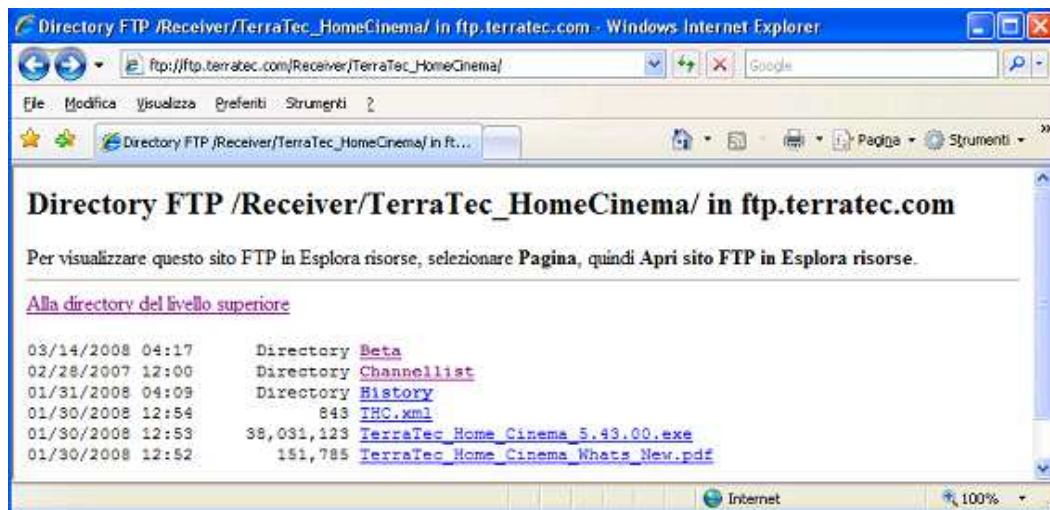 Directory FTP /Receiver/TerraTec_HomeCinema/ in ftp.terratec.com - Windows Internet Explorer
ftp://ftp.terratec.com/Receiver/TerraTec_HomeCinema/
Google
File Modifica Visualizza Preferiti Strumenti ?
Directory FTP /Receiver/TerraTec_HomeCinema/ in ft...
Pagina Strumenti
Directory FTP /Receiver/TerraTec_HomeCinema/ in ftp.terratec.com
Per visualizzare questo sito FTP in Esplora risorse, selezionare Pagina, quindi Apri sito FTP in Esplora risorse.
Alla directory del livello superiore
03/14/2008 04:17 Directory Beta
02/28/2007 12:00 Directory Channellist
01/31/2008 04:09 Directory History
01/30/2008 12:54 843 THC.xml
01/30/2008 12:53 38,031,123 TerraTec_Home_Cinema_5.43.00.exe
01/30/2008 12:52 151,785 TerraTec_Home_Cinema_Whats_New.pdf
Internet 100%